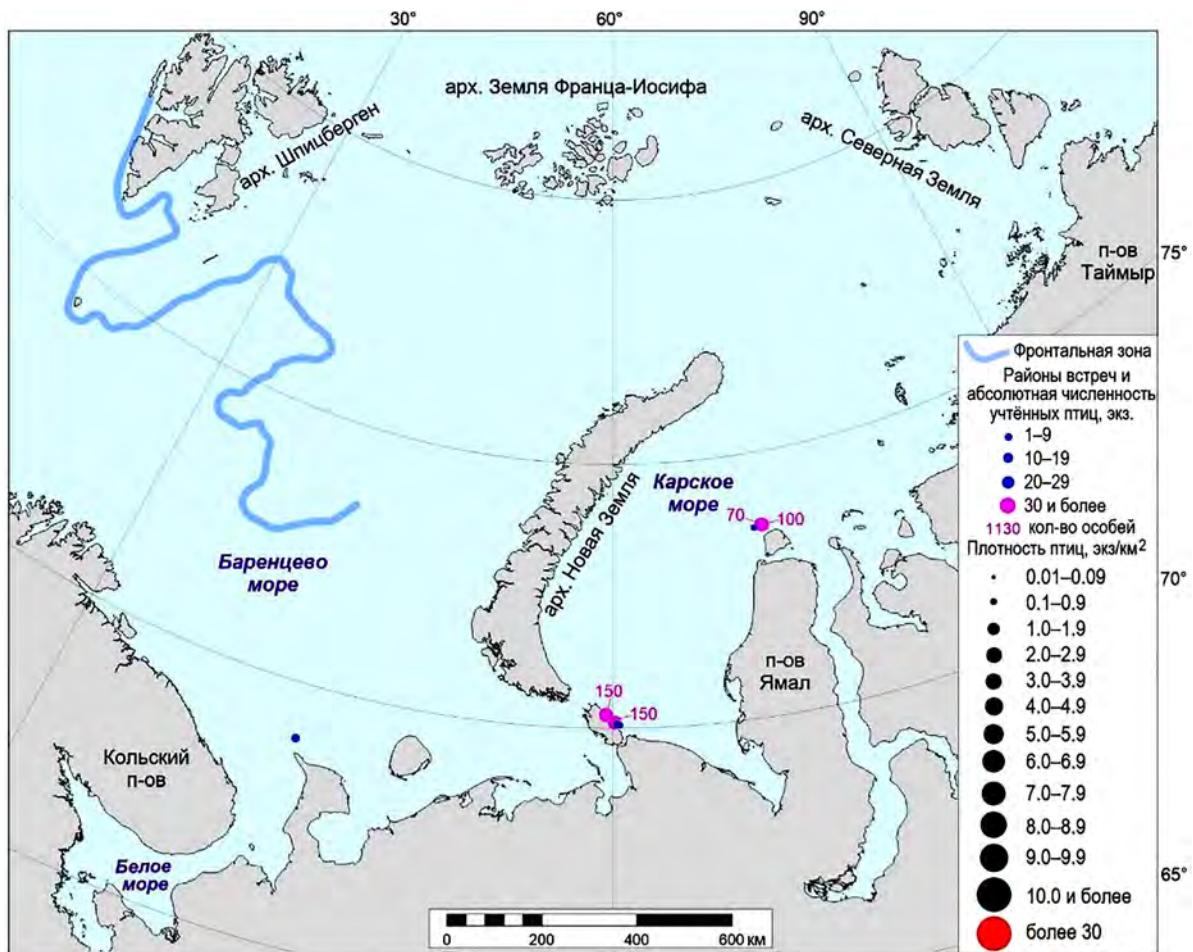 30°
60°
90°
арх. Земля Франца-Иосифа
арх. Шпицберген
арх. Северная Земля
п-ов
Таймыр
75°
Карское
море
70
100
арх. Новая Земля
Баренцево
море
70°
п-ов
Ямал
150
150
Кольский
п-ов
Белое
море
65°
0
200
400
600 км
Фронтальная зона
Районы встреч и
абсолютная численность
учтённых птиц, экз.
1–9
10–19
20–29
30 и более
1130 кол-во особей
Плотность птиц, экз/км²
0.01–0.09
0.1–0.9
1.0–1.9
2.0–2.9
3.0–3.9
4.0–4.9
5.0–5.9
6.0–6.9
7.0–7.9
8.0–8.9
9.0–9.9
10.0 и более
более 30